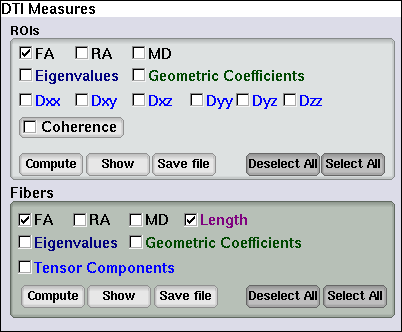 DTI Measures
ROIs
FA RA MD
Eigenvalues Geometric Coefficients
Dxx Dxy Dxz Dyy Dyz Dzz
Coherence
Compute Show Save file Deselect All Select All
Fibers
FA RA MD Length
Eigenvalues Geometric Coefficients
Tensor Components
Compute Show Save file Deselect All Select All